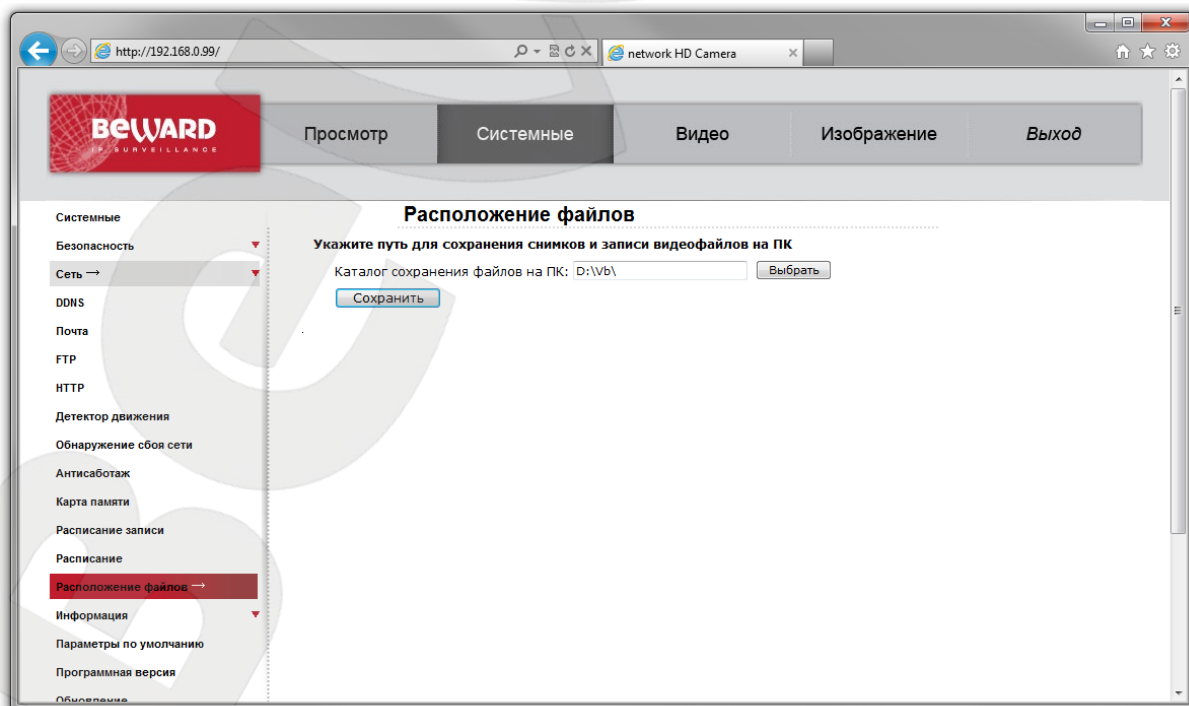 http://192.168.0.99/
network HD Camera
BEWARD
IP SURVEILLANCE
Просмотр
Системные
Видео
Изображение
Выход
Системные
Безопасность
Сеть →
DDNS
Почта
FTP
HTTP
Детектор движения
Обнаружение сбоя сети
Антисаботаж
Карта памяти
Расписание записи
Расписание
Расположение файлов →
Информация
Параметры по умолчанию
Программная версия
Обновление
Расположение файлов
Укажите путь для сохранения снимков и записи видеофайлов на ПК
Каталог сохранения файлов на ПК: D:\Vb\ Выбрать
Сохранить
.